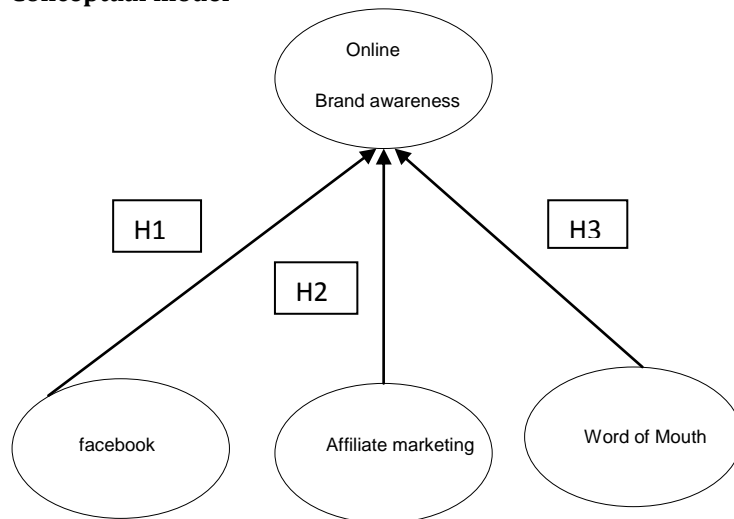 Conceptual model
Online
Brand awareness
H1
H3
H2
facebook
Affiliate marketing
Word of Mouth